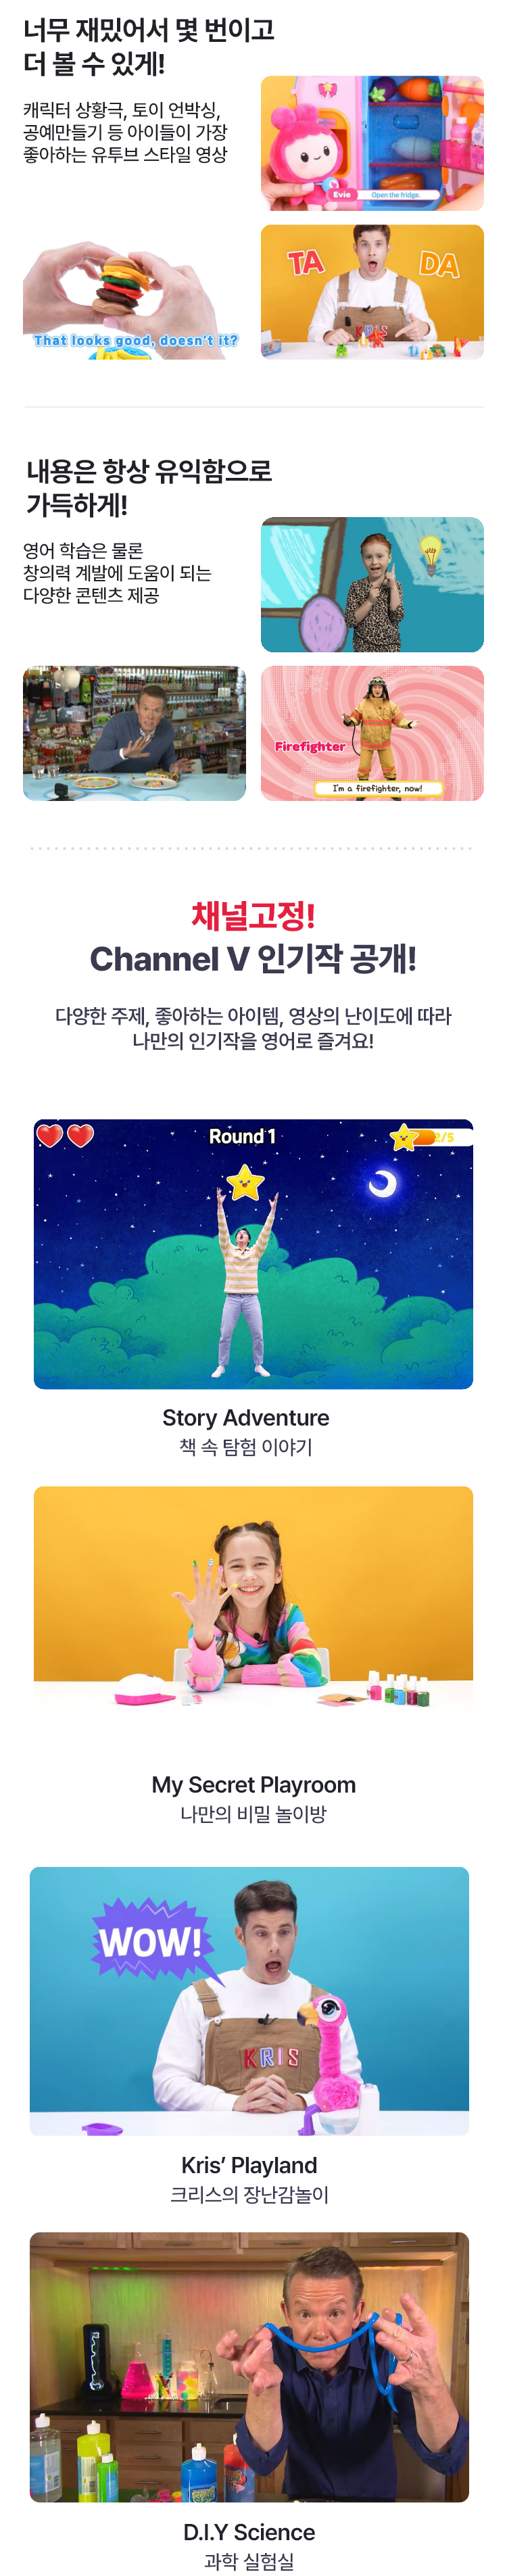 너무 재밌어서 몇 번이고
더 볼 수 있게!
캐릭터 상황극, 토이 언박싱,
공예만들기 등 아이들이 가장
좋아하는 유투브 스타일 영상
Evie
Open the fridge.
That looks good, doesn't it?
TA DA
KRIS
내용은 항상 유익함으로
가득하게!
영어 학습은 물론
창의력 계발에 도움이 되는
다양한 콘텐츠 제공
Firefighter
I'm a firefighter, now!
채널고정!
Channel V 인기작 공개!
다양한 주제, 좋아하는 아이템, 영상의 난이도에 따라
나만의 인기작을 영어로 즐겨요!
Round 1
2/5
Story Adventure
책 속 탐험 이야기
My Secret Playroom
나만의 비밀 놀이방
WOW!
KRIS
Kris’ Playland
크리스의 장난감놀이
D.I.Y Science
과학 실험실